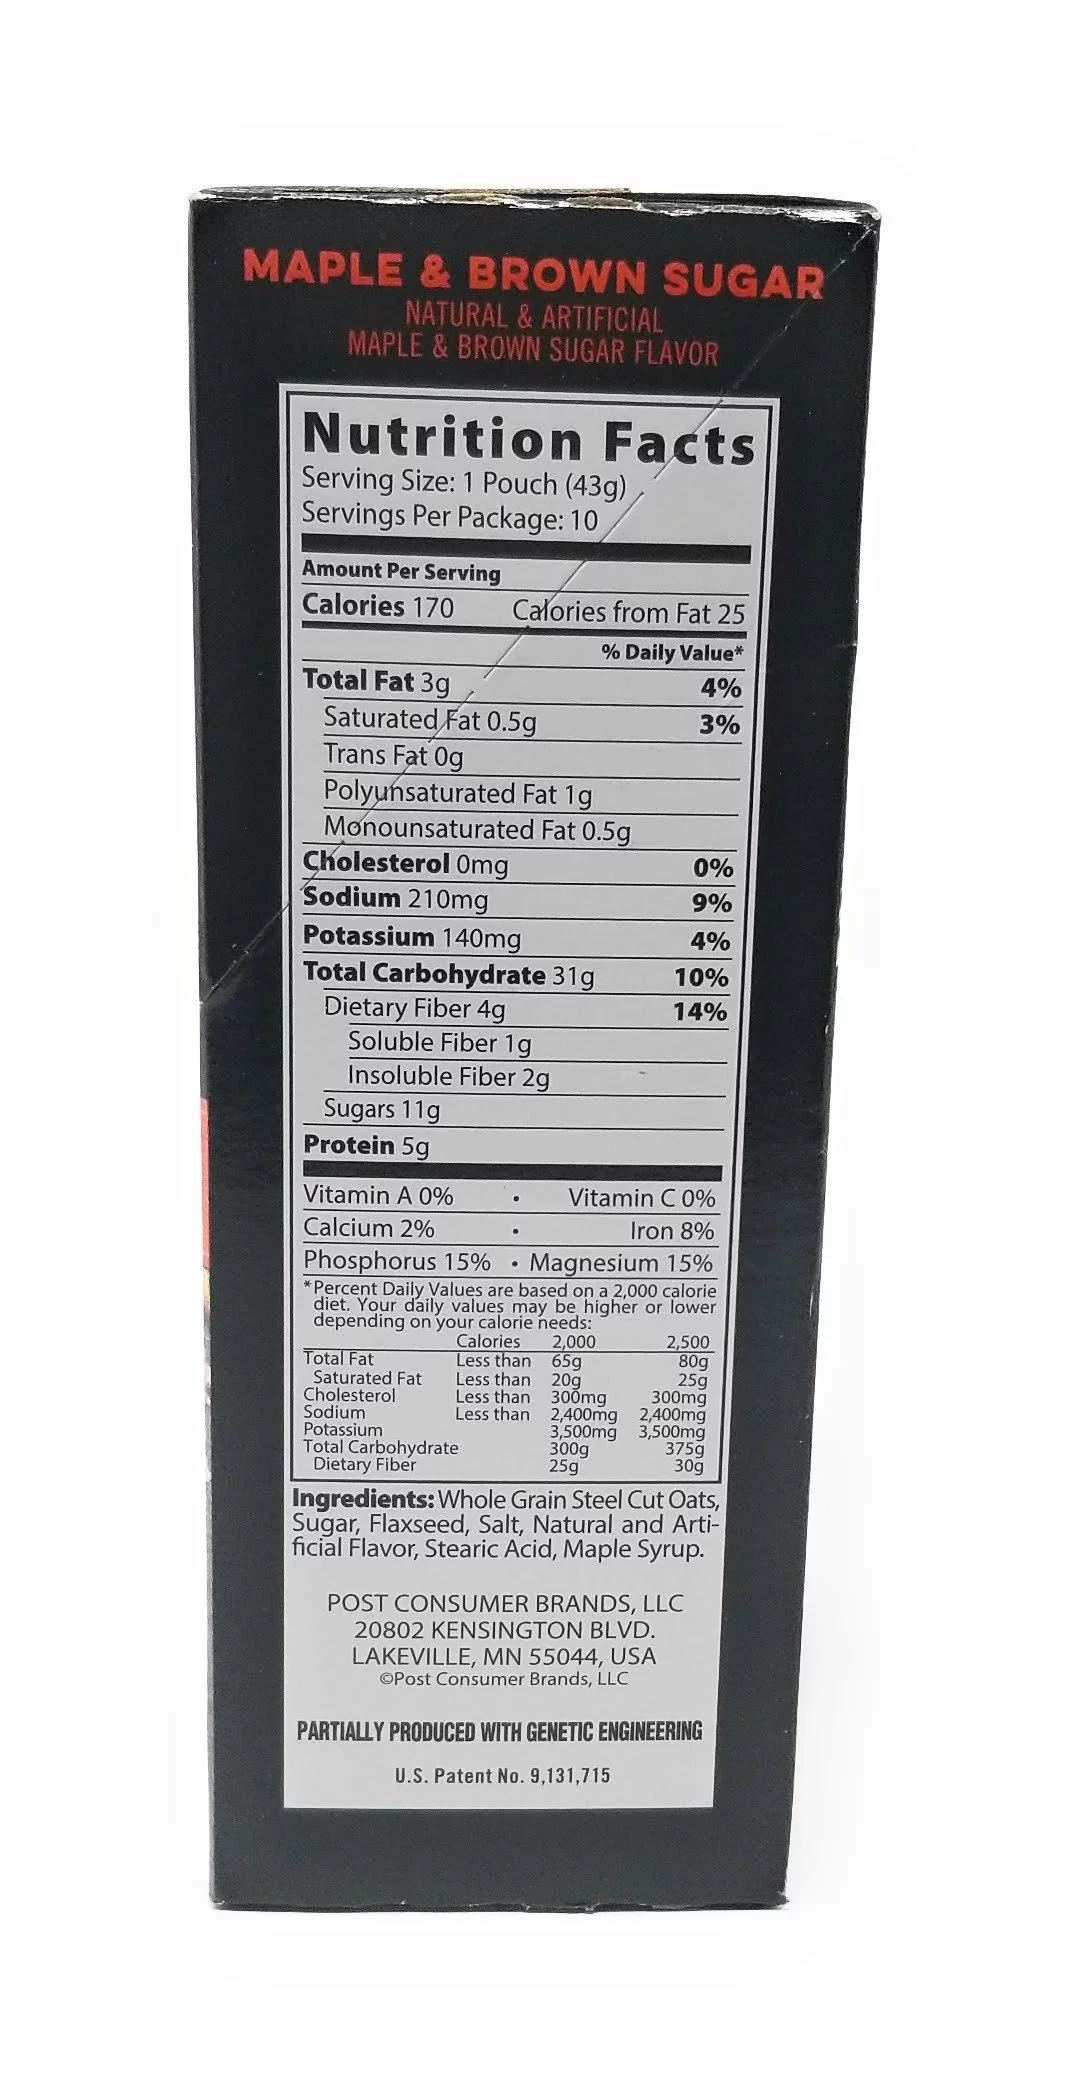 MAPLE & BROWN SUGAR
NATURAL & ARTIFICIAL
MAPLE & BROWN SUGAR FLAVOR
Nutrition Facts
Serving Size: 1 Pouch (43g)
Servings Per Package: 10
Amount Per Serving
Calories 170 Calories from Fat 25
% Daily Value*
Total Fat 3g 4%
Saturated Fat 0.5g 3%
Trans Fat 0g
Polyunsaturated Fat 1g
Monounsaturated Fat 0.5g
Cholesterol 0mg 0%
Sodium 210mg 9%
Potassium 140mg 4%
Total Carbohydrate 31g 10%
Dietary Fiber 4g 14%
Soluble Fiber 1g
Insoluble Fiber 2g
Sugars 11g
Protein 5g
Vitamin A 0% • Vitamin C 0%
Calcium 2% • Iron 8%
Phosphorus 15% • Magnesium 15%
*Percent Daily Values are based on a 2,000 calorie
diet. Your daily values may be higher or lower
depending on your calorie needs:
Calories 2,000 2,500
Total Fat Less than 65g 80g
Saturated Fat Less than 20g 25g
Cholesterol Less than 300mg 300mg
Sodium Less than 2,400mg 2,400mg
Potassium 3,500mg 3,500mg
Total Carbohydrate 300g 375g
Dietary Fiber 25g 30g
Ingredients: Whole Grain Steel Cut Oats,
Sugar, Flaxseed, Salt, Natural and Arti-
ficial Flavor, Stearic Acid, Maple Syrup.
POST CONSUMER BRANDS, LLC
20802 KENSINGTON BLVD.
LAKEVILLE, MN 55044, USA
©Post Consumer Brands, LLC
PARTIALLY PRODUCED WITH GENETIC ENGINEERING
U.S. Patent No. 9,131,715